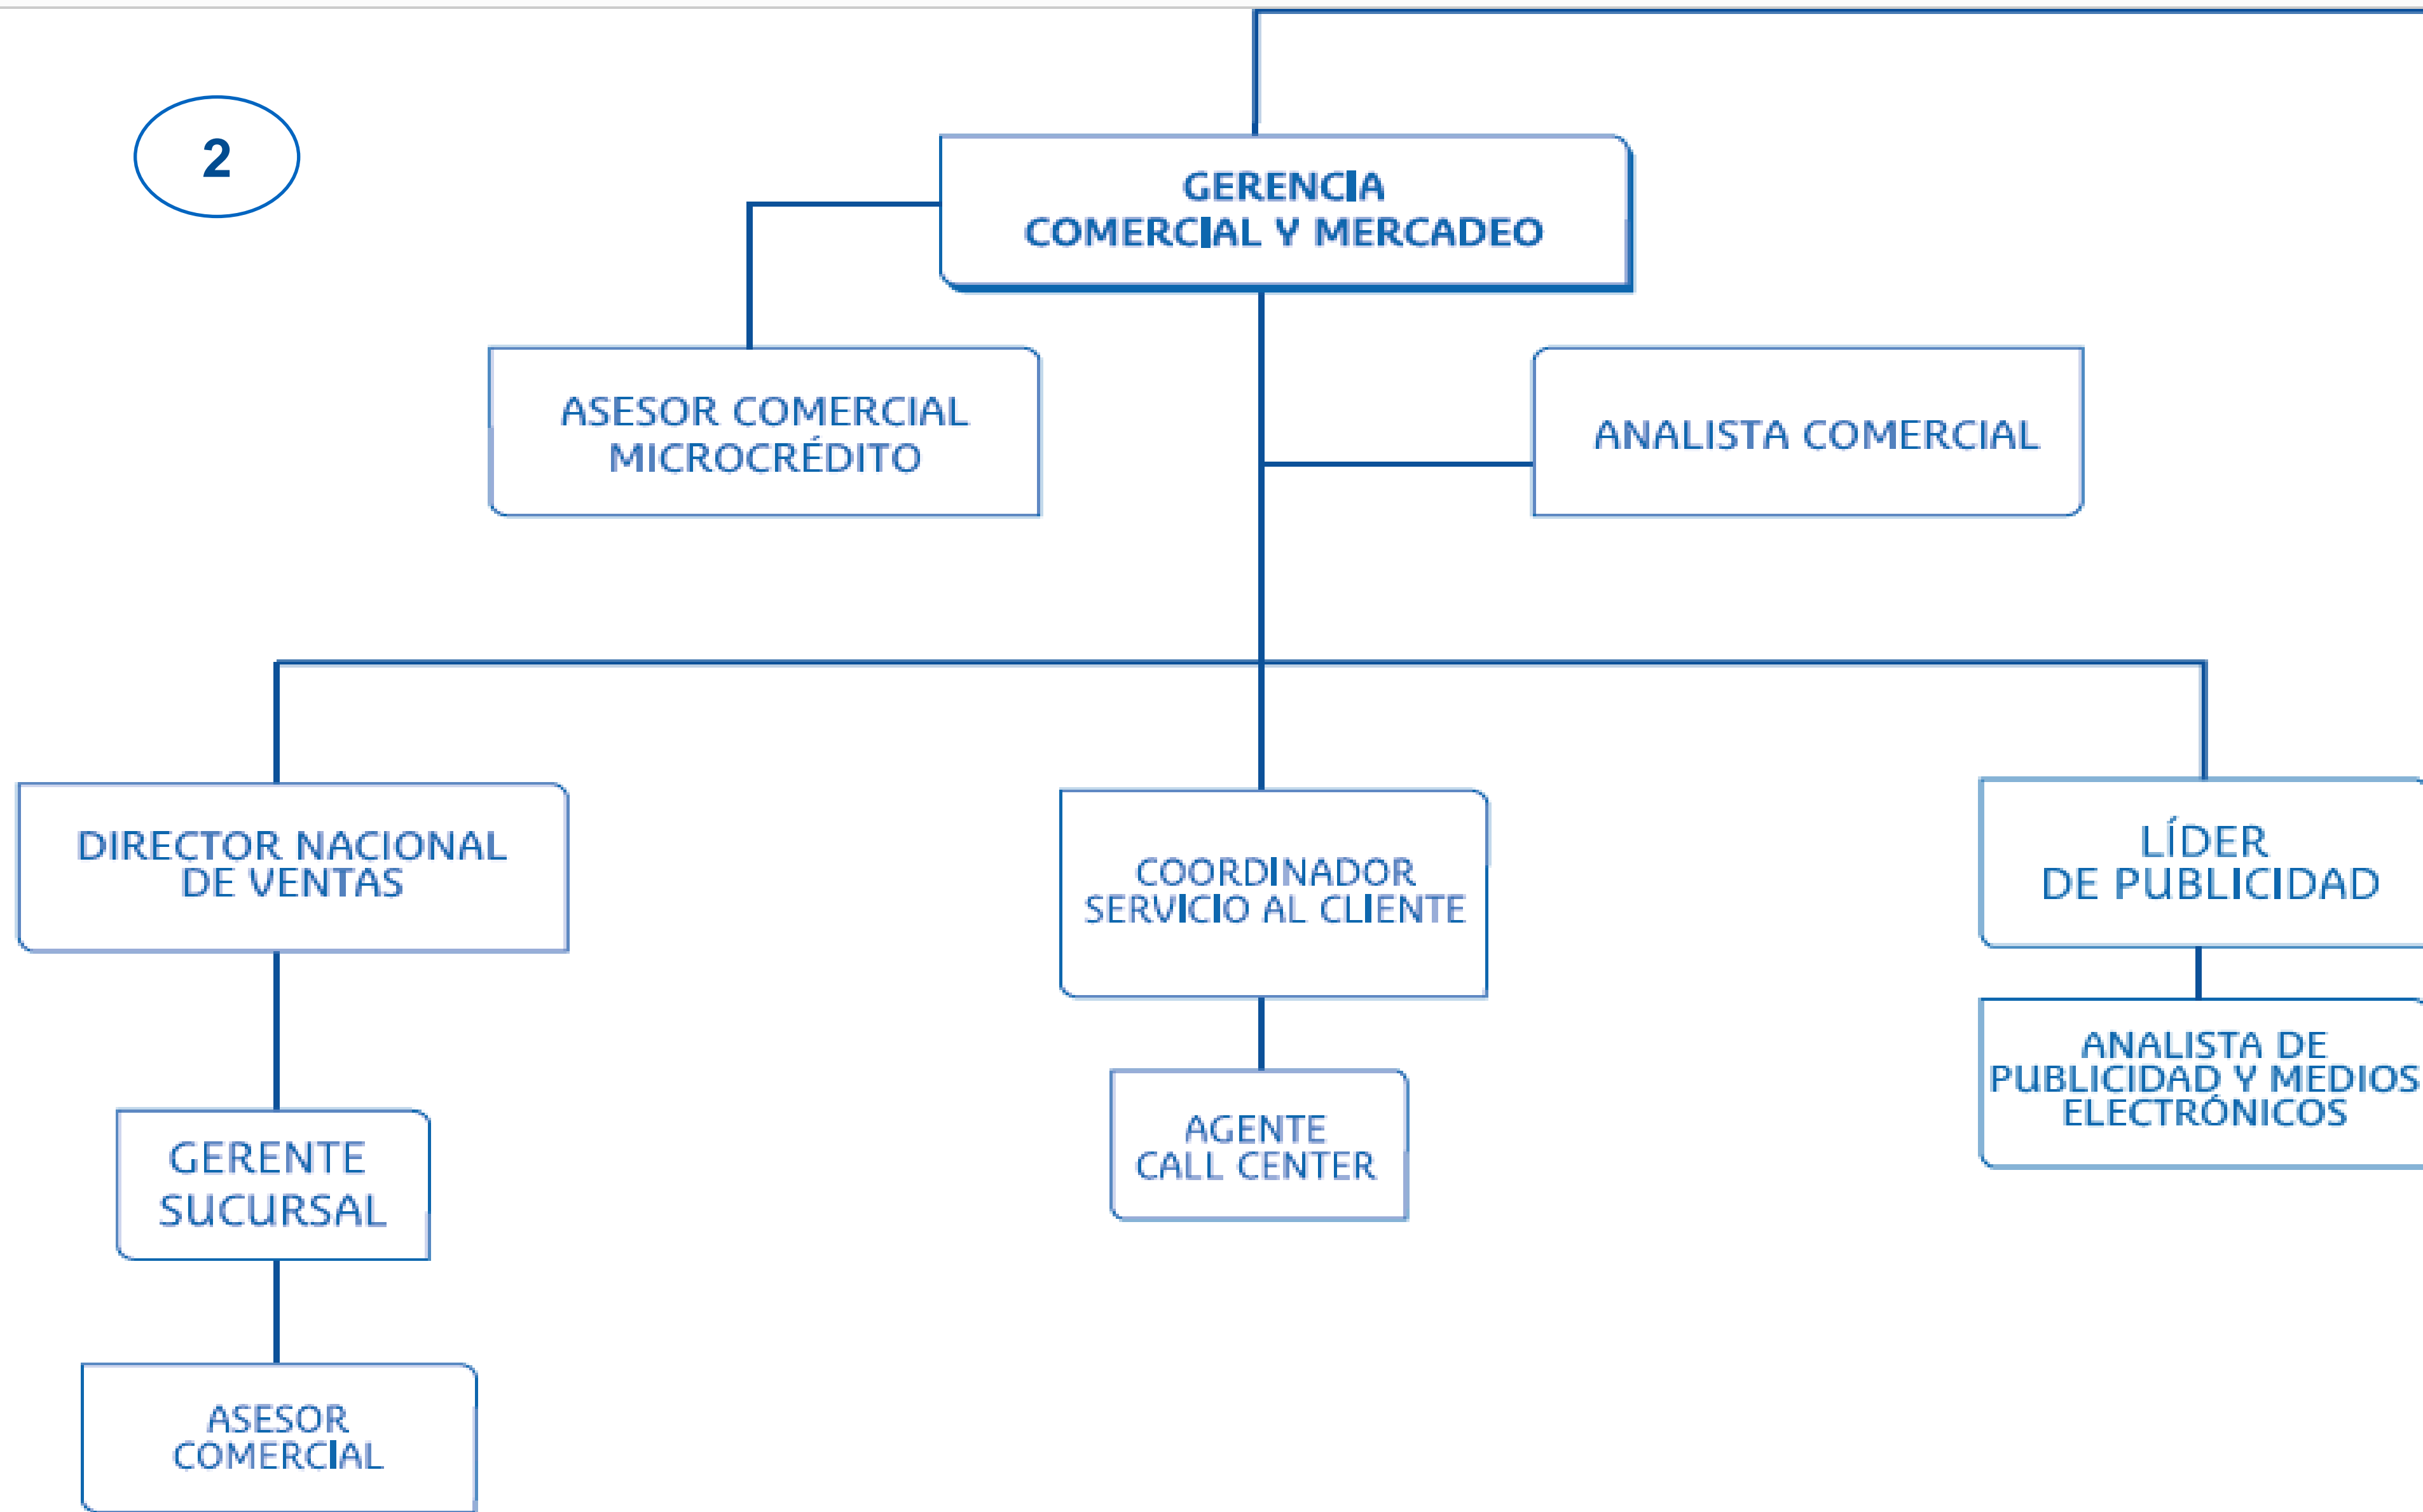 2
GERENCIA
COMERCIAL Y MERCADEO
ASESOR COMERCIAL
MICROCRÉDITO
ANALISTA COMERCIAL
DIRECTOR NACIONAL
DE VENTAS
COORDINADOR
SERVICIO AL CLIENTE
LÍDER
DE PUBLICIDAD
ANALISTA DE
PUBLICIDAD Y MEDIOS
ELECTRÓNICOS
AGENTE
CALL CENTER
GERENTE
SUCURSAL
ASESOR
COMERCIAL